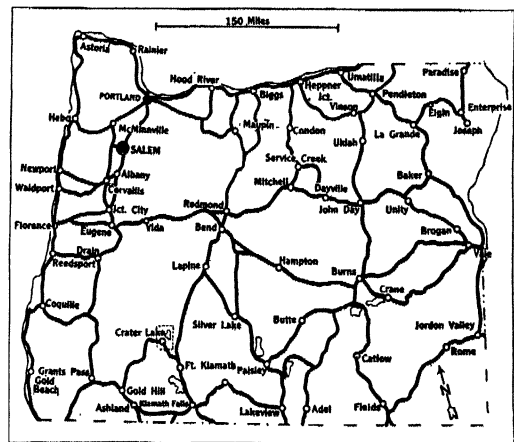 150 Miles
Astoria
Rainier
Hood River
PORTLAND
Biggs
Heppner
Jct.
Umatilla
Paradise
Vinson
Pendleton
Enterprise
Elgin
Joseph
La Grande
Hebo
McMinnville
Maupin
Condon
Ukiah
SALEM
Service Creek
Newport
Albany
Mitchell
Dayville
Baker
Waldport
Corvallis
Redmond
John Day
Unity
Jct. City
Florence
Eugene
Vida
Bend
Brogan
Vale
Drain
Reedsport
Lapine
Hampton
Burns
Crane
Coquille
Silver Lake
Butte
Jordon Valley
Crater Lake
Ft. Klamath
Paisley
Catlow
Rome
Grants Pass
Gold
Beach
Gold Hill
Klamath Falls
Ashland
Lakeview
Adel
Fields
N